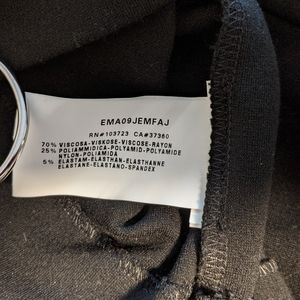 EMA09JEMFAJ
RN#103723 CA#37360
70% VISCOSA-VISKOSE-VISCOSE-RAYON
25% POLIAMMIDICA-POLYAMID-POLYAMIDE
NYLON-POLIAMIDA
5% ELASTAM-ELASTHAN-ELASTHANNE
ELASTANE-ELASTANO-SPANDEX